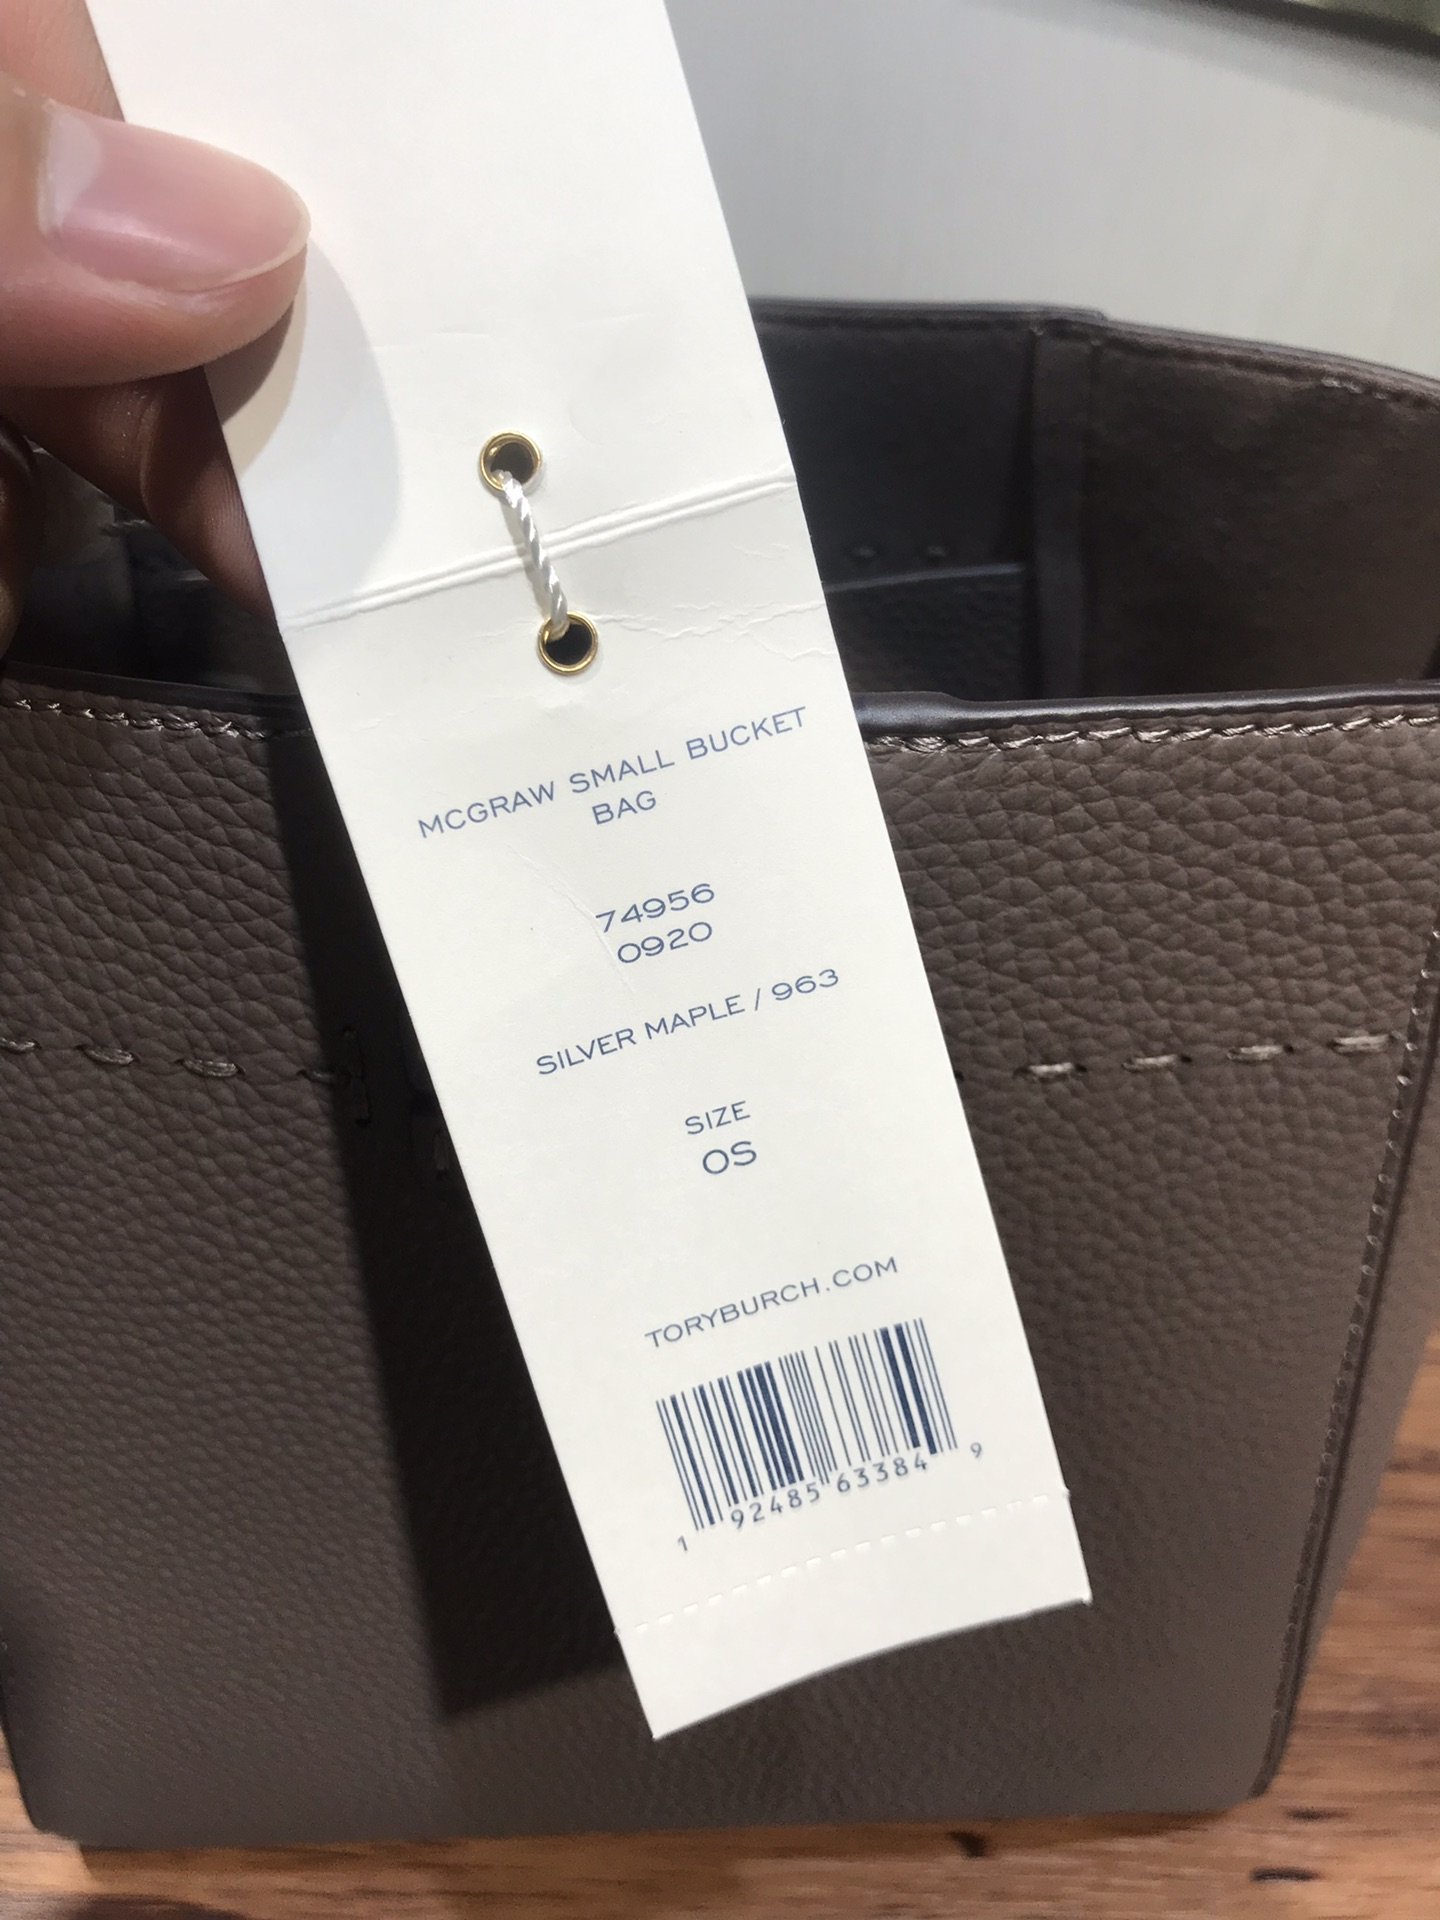 MCGRAW SMALL BUCKET
BAG
74956
0920
SILVER MAPLE / 963
SIZE
OS
TORYBURCH.COM
1 92485 63384 9